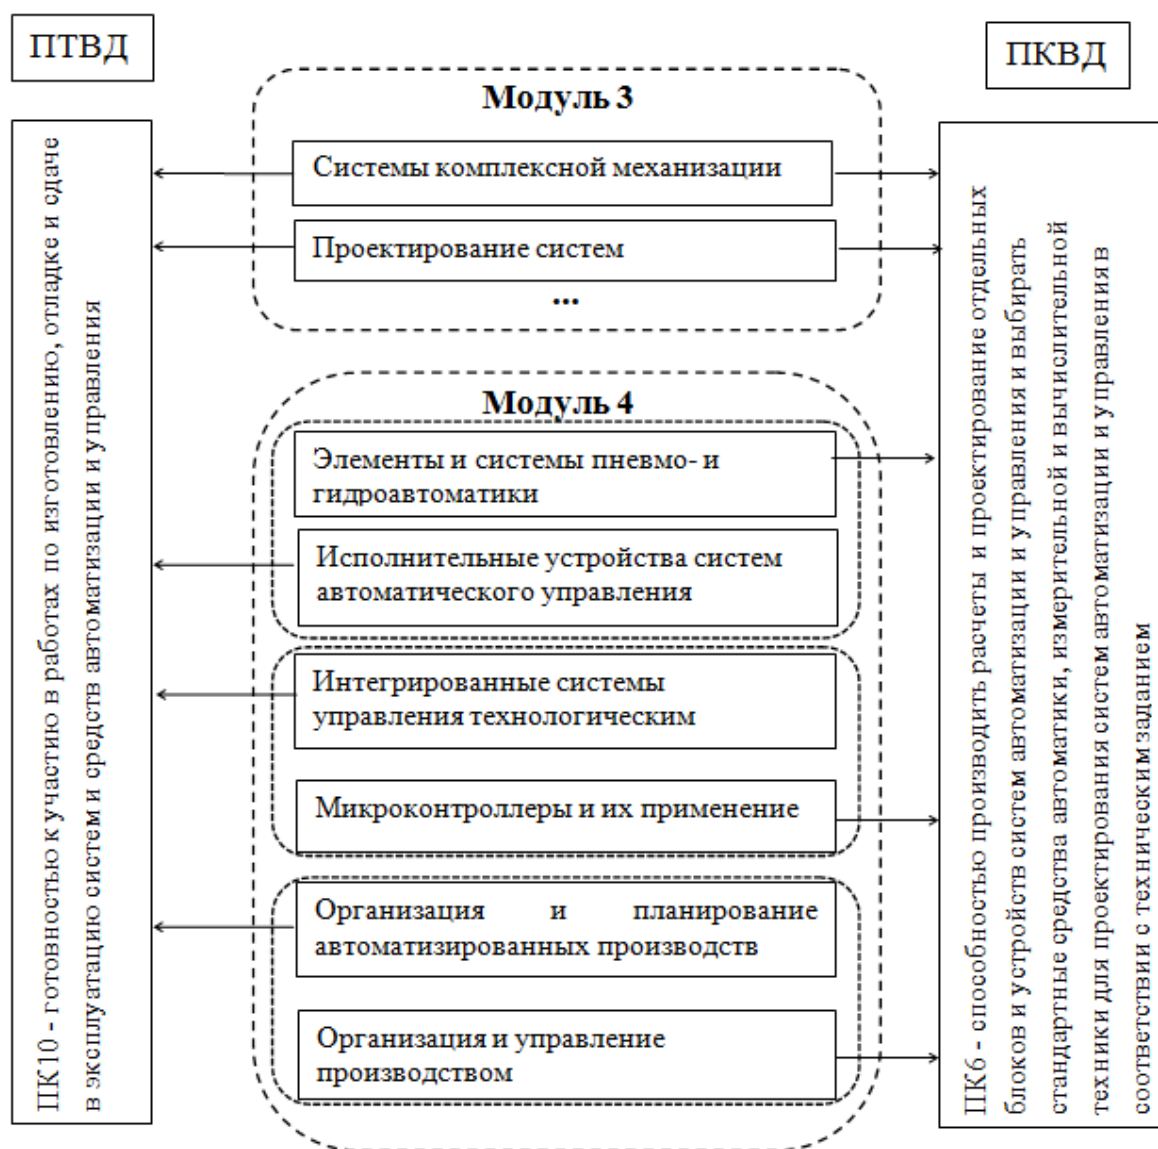 ПТВД
ПК10 - готовностью к участию в работах по изготовлению, отладке и сдаче
в эксплуатацию систем и средств автоматизации и управления
Модуль 3
Системы комплексной механизации
Проектирование систем
...
Модуль 4
Элементы и системы пневмо- и
гидроавтоматики
Исполнительные устройства систем
автоматического управления
Интегрированные системы
управления технологическим
Микроконтроллеры и их применение
Организация и планирование
автоматизированных производств
Организация и управление
производством
ПКВД
ПК6 - способностью производить расчеты и проектирование отдельных
блоков и устройств систем автоматизации и управления и выбирать
стандартные средства автоматики, измерительной и вычислительной
техники для проектирования систем автоматизации и управления в
соответствии с техническим заданием